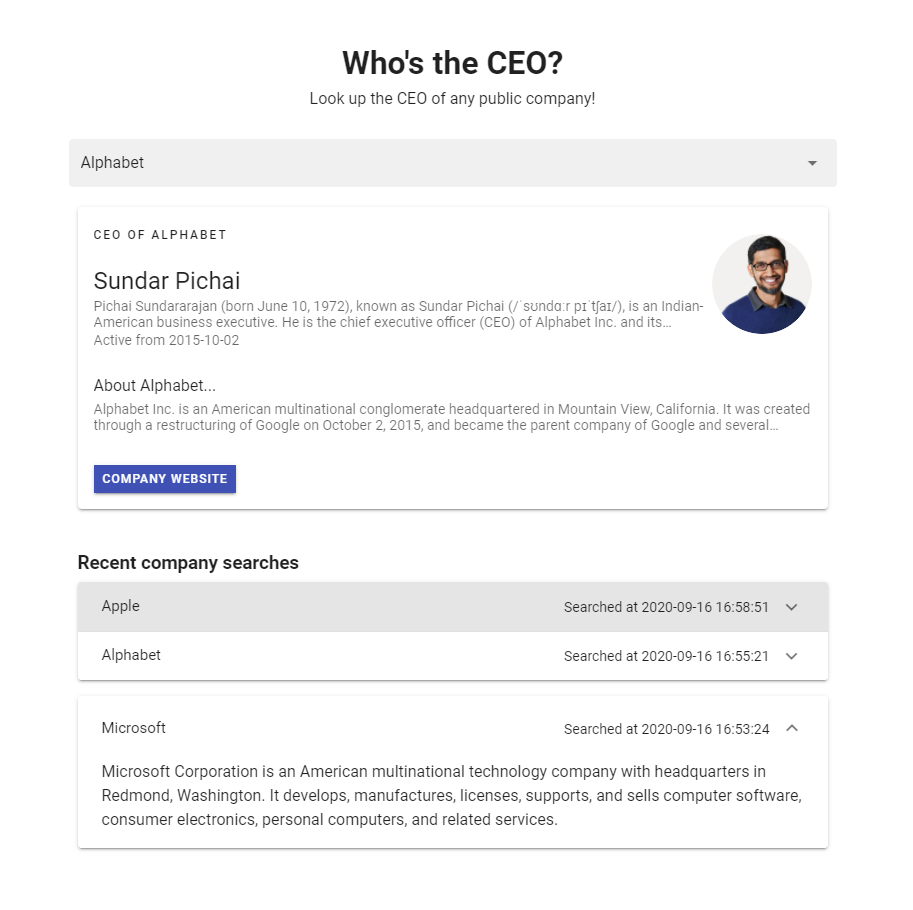 Who's the CEO?
Look up the CEO of any public company!
Alphabet
CEO OF ALPHABET
Sundar Pichai
Pichai Sundararajan (born June 10, 1972), known as Sundar Pichai (/ˈsʊndɑːr pɪˈtʃaɪ/), is an Indian-
American business executive. He is the chief executive officer (CEO) of Alphabet Inc. and its…
Active from 2015-10-02
About Alphabet...
Alphabet Inc. is an American multinational conglomerate headquartered in Mountain View, California. It was created
through a restructuring of Google on October 2, 2015, and became the parent company of Google and several…
COMPANY WEBSITE
Recent company searches
Apple Searched at 2020-09-16 16:58:51
Alphabet Searched at 2020-09-16 16:55:21
Microsoft Searched at 2020-09-16 16:53:24
Microsoft Corporation is an American multinational technology company with headquarters in
Redmond, Washington. It develops, manufactures, licenses, supports, and sells computer software,
consumer electronics, personal computers, and related services.